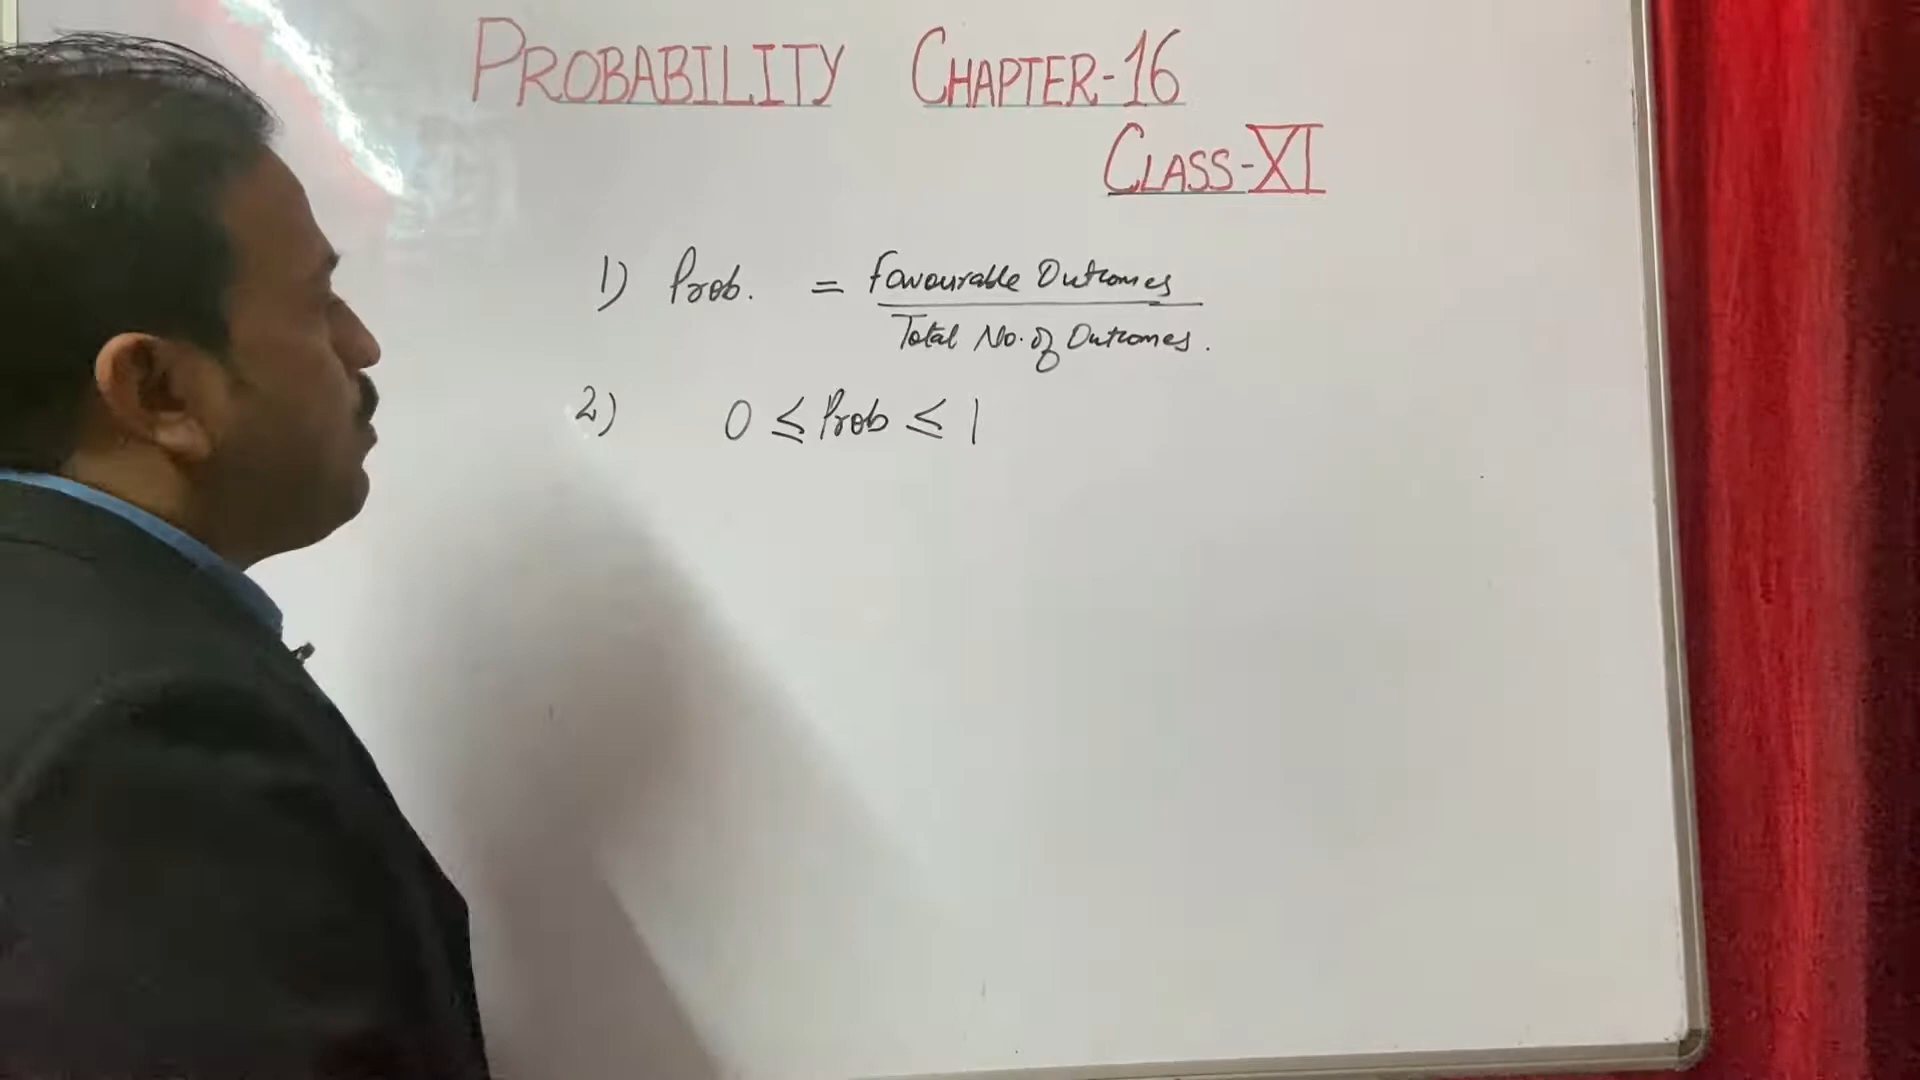 PROBABILITY CHAPTER-16
CLASS-XI
1) Prob. = Favourable Outcomes
Total No. of Outcomes.
2) 0 ≤ Prob ≤ 1